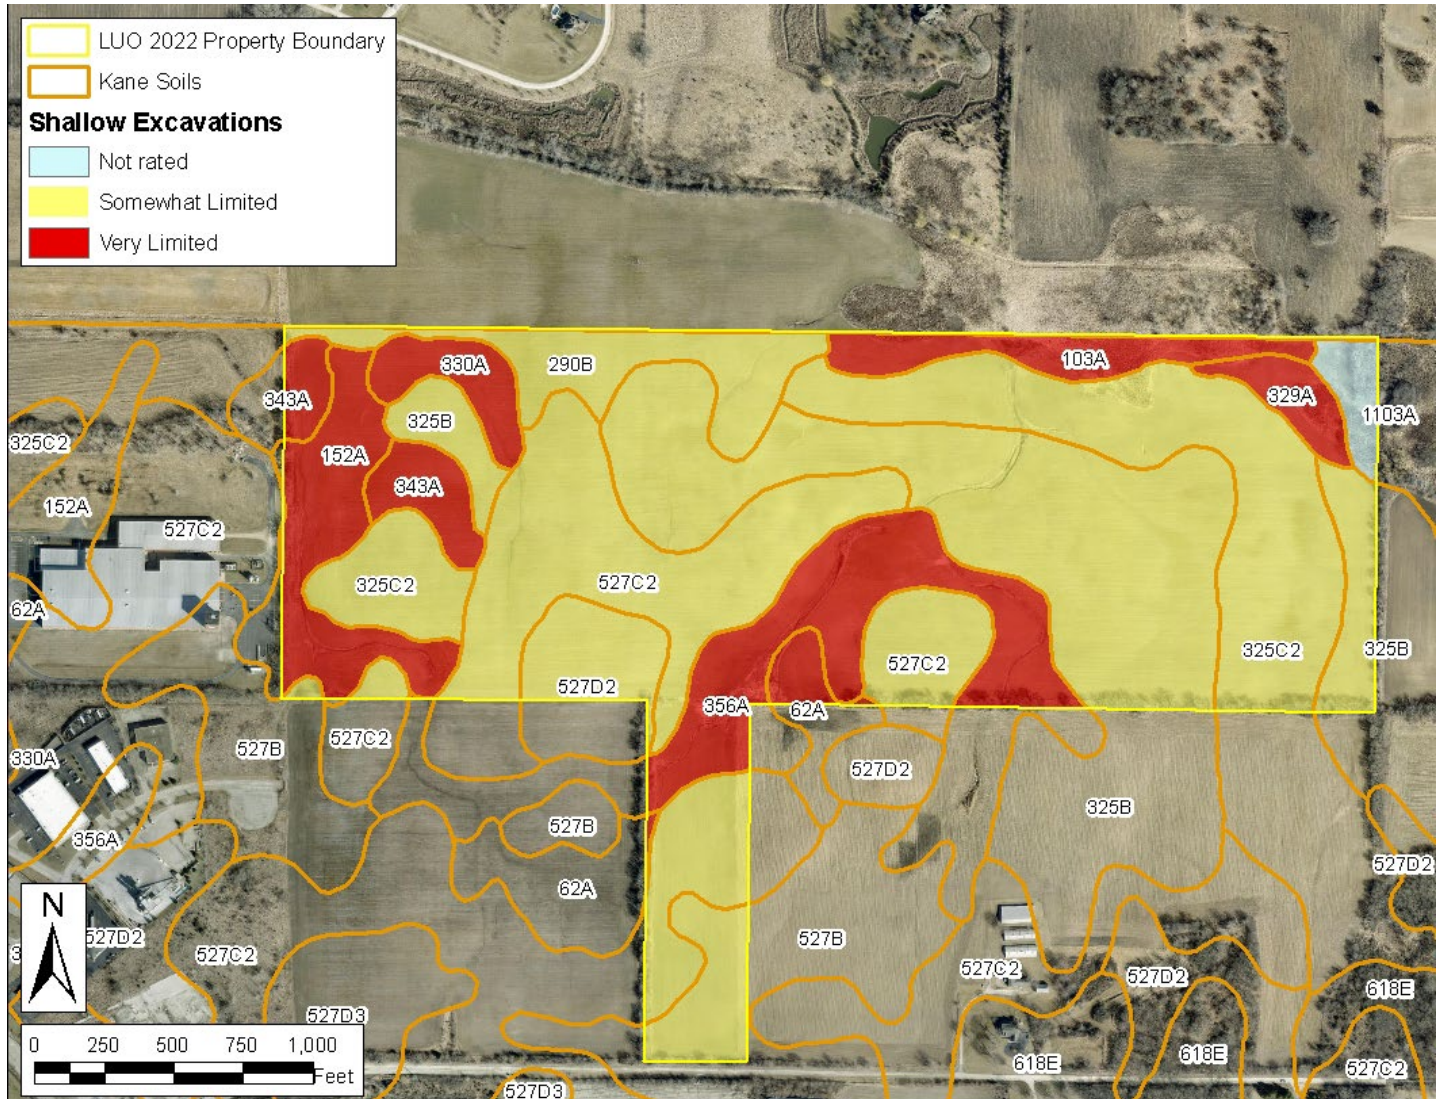 LUO 2022 Property Boundary
Kane Soils
Shallow Excavations
Not rated
Somewhat Limited
Very Limited
330A
290B
103A
343A
329A
1103A
325B
325C2
152A
343A
152A
527C2
325C2
527C2
62A
325B
325C2
527C2
527D2
356A
62A
527C2
527B
330A
527D2
325B
527B
356A
527D2
62A
527B
527D2
527C2
527C2
527D2
618E
527D3
618E
618E
527C2
527D3
N
0 250 500 750 1,000
Feet